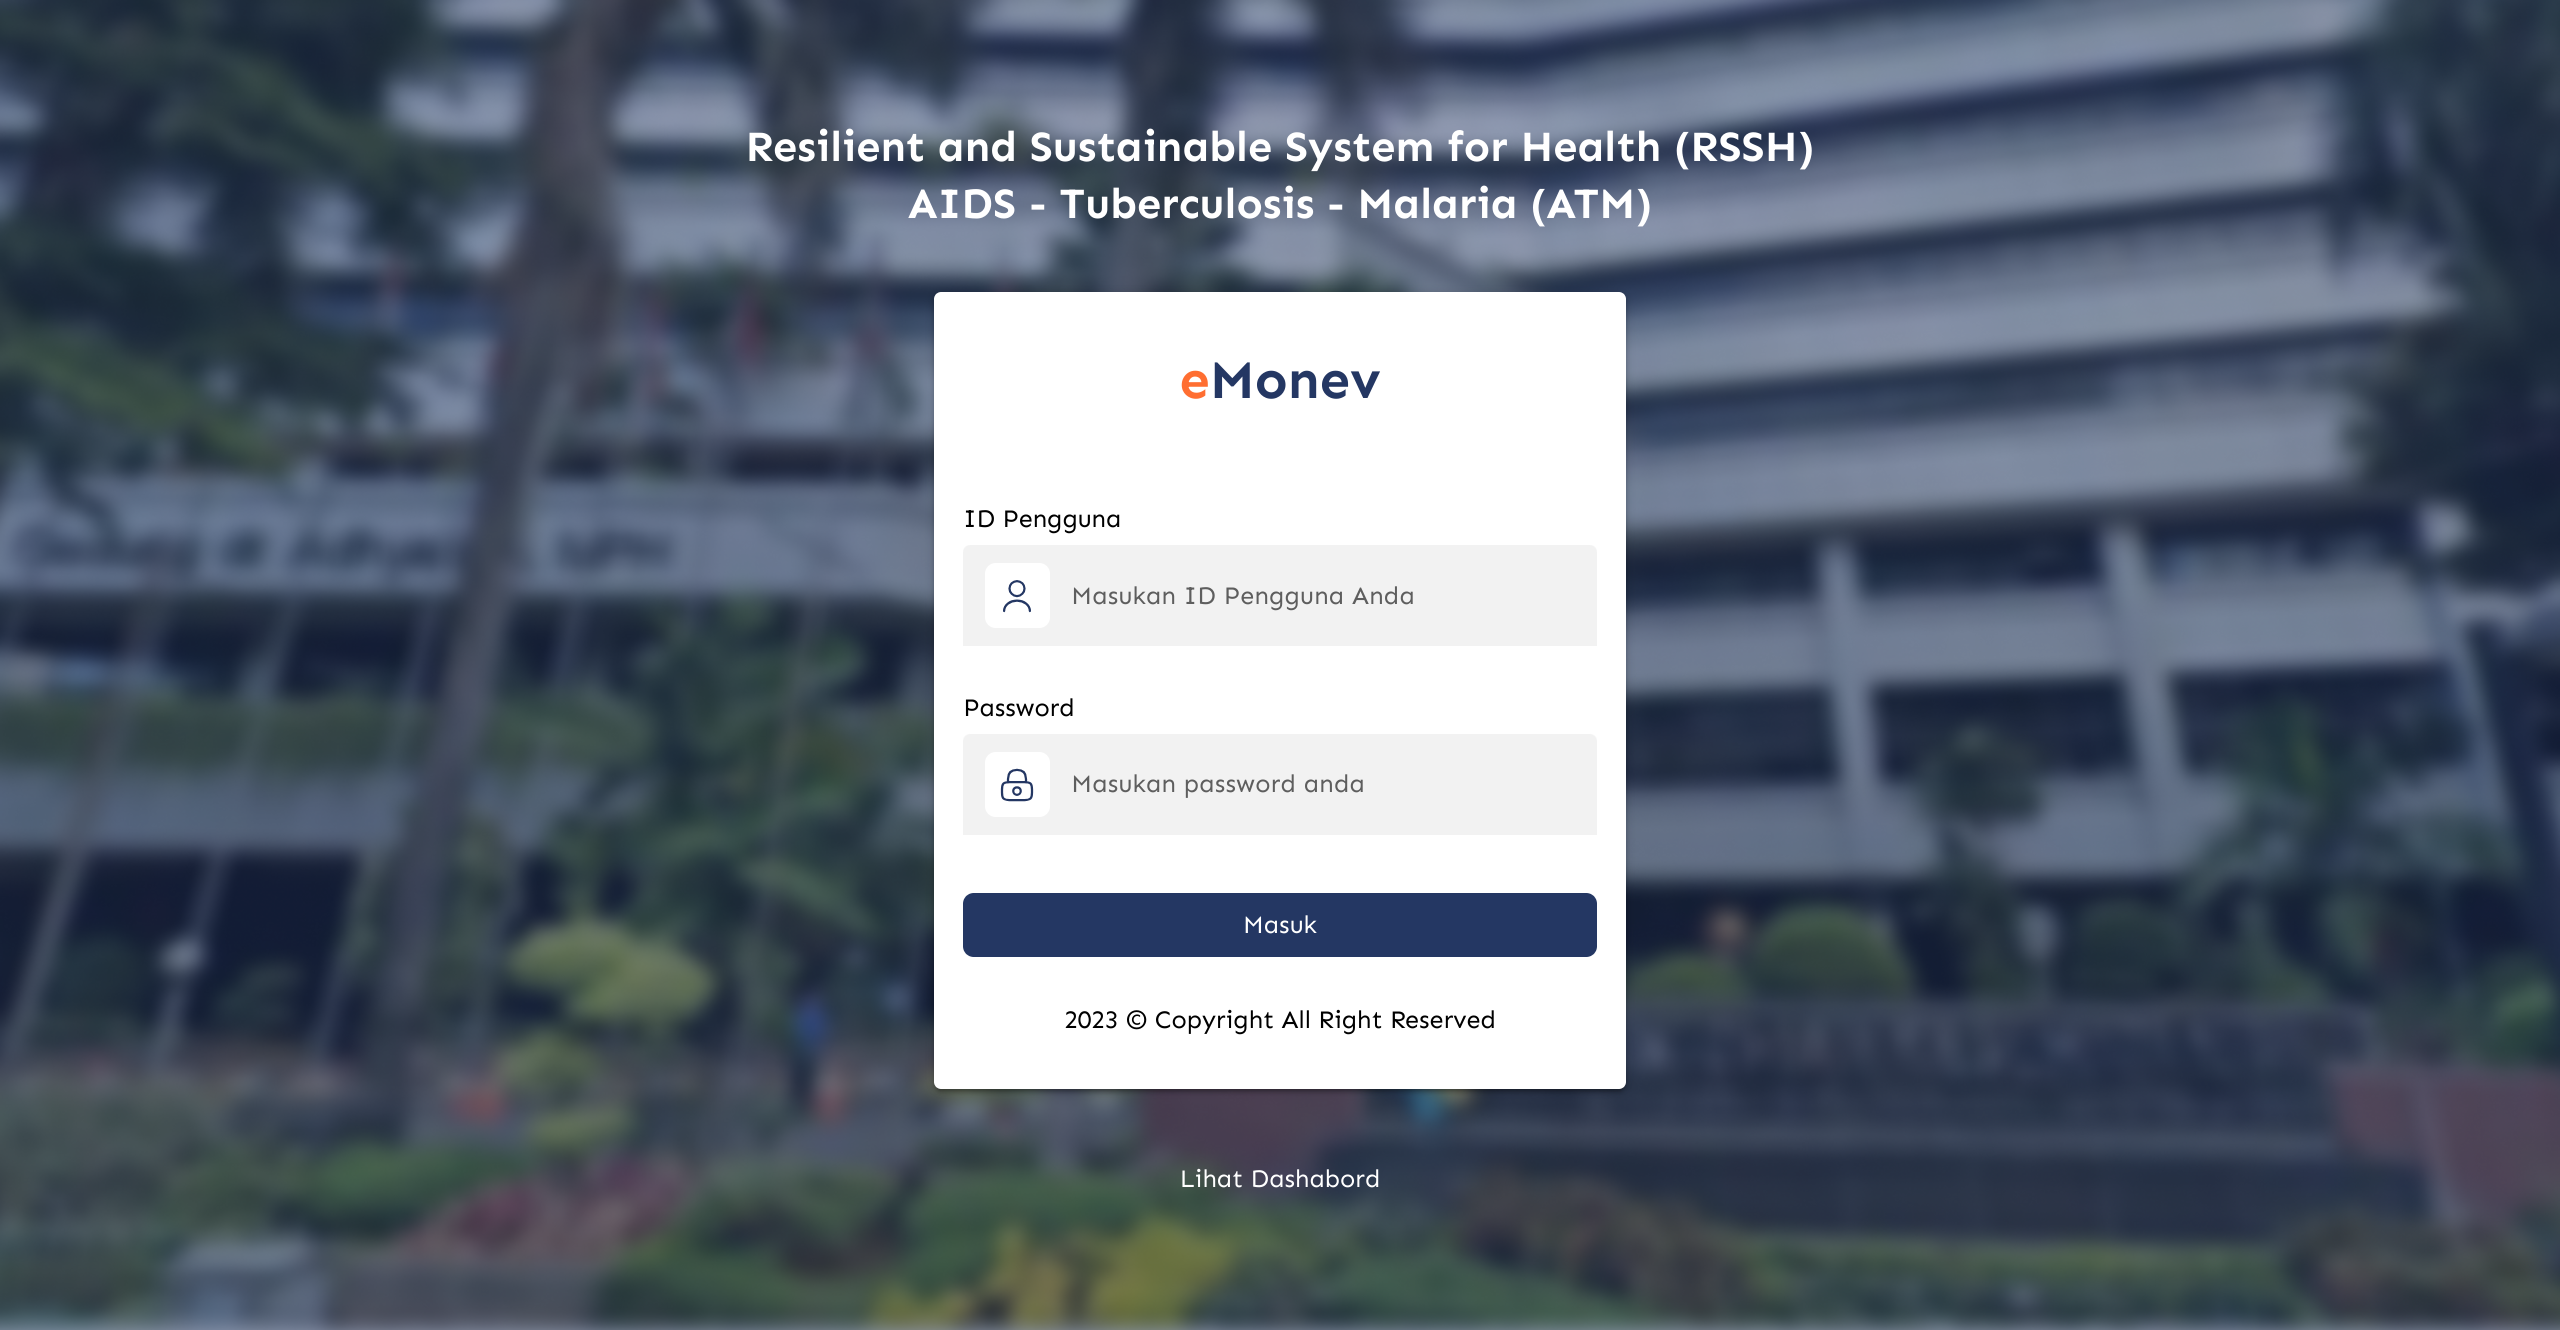 Resilient and Sustainable System for Health (RSSH)
AIDS - Tuberculosis - Malaria (ATM)
eMonev
ID Pengguna
Masukan ID Pengguna Anda
Password
Masukan password anda
Masuk
2023 © Copyright All Right Reserved
Lihat Dashabord